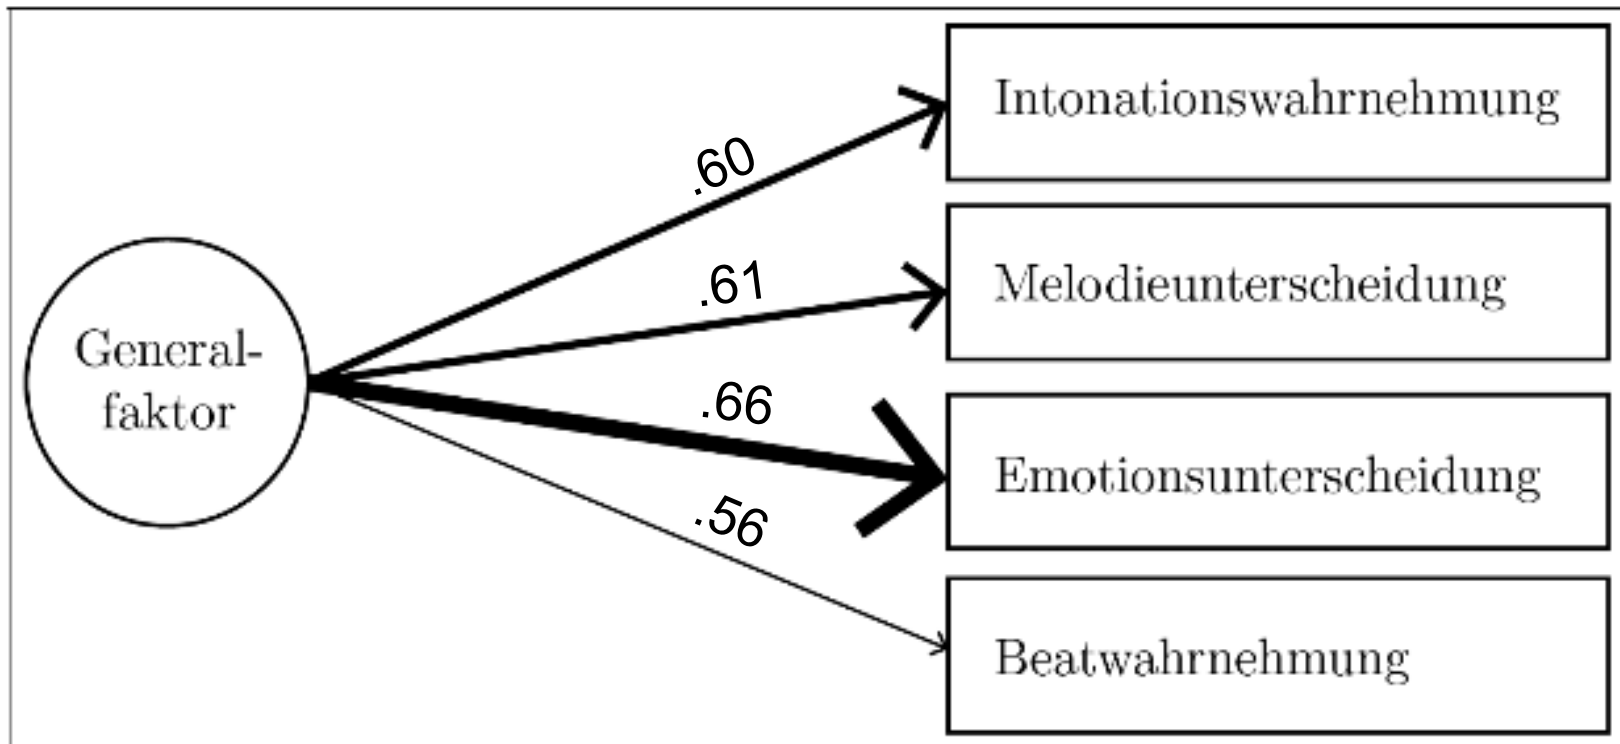 General-
faktor
.60
.61
.66
.56
Intonationswahrnehmung
Melodieunterscheidung
Emotionsunterscheidung
Beatwahrnehmung